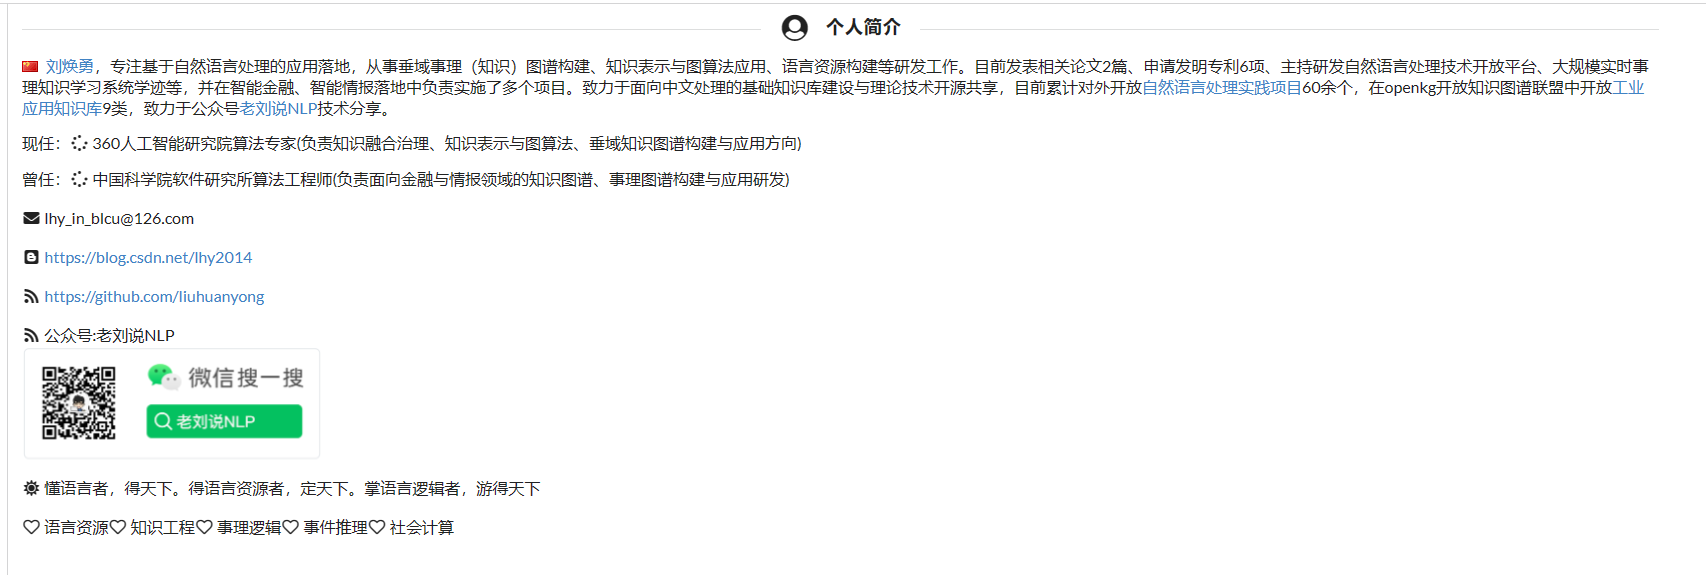 个人简介
刘焕勇，专注基于自然语言处理的应用落地，从事垂域事理（知识）图谱构建、知识表示与图算法应用、语言资源构建等研发工作。目前发表相关论文2篇、申请发明专利6项、主持研发自然语言处理技术开放平台、大规模实时事
理知识学习系统学迹等，并在智能金融、智能情报落地中负责实施了多个项目。致力于面向中文处理的基础知识库建设与理论技术开源共享，目前累计对外开放自然语言处理实践项目60余个，在openkg开放知识图谱联盟中开放工业
应用知识库9类，致力于公众号老刘说NLP技术分享。
现任：360人工智能研究院算法专家(负责知识融合治理、知识表示与图算法、垂域知识图谱构建与应用方向)
曾任：中国科学院软件研究所算法工程师(负责面向金融与情报领域的知识图谱、事理图谱构建与应用研发)
lhy_in_blcu@126.com
https://blog.csdn.net/lhy2014
https://github.com/liuhuanyong
公众号:老刘说NLP
微信搜一搜
老刘说NLP
懂语言者，得天下。得语言资源者，定天下。掌语言逻辑者，游得天下
语言资源 知识工程 事理逻辑 事件推理 社会计算